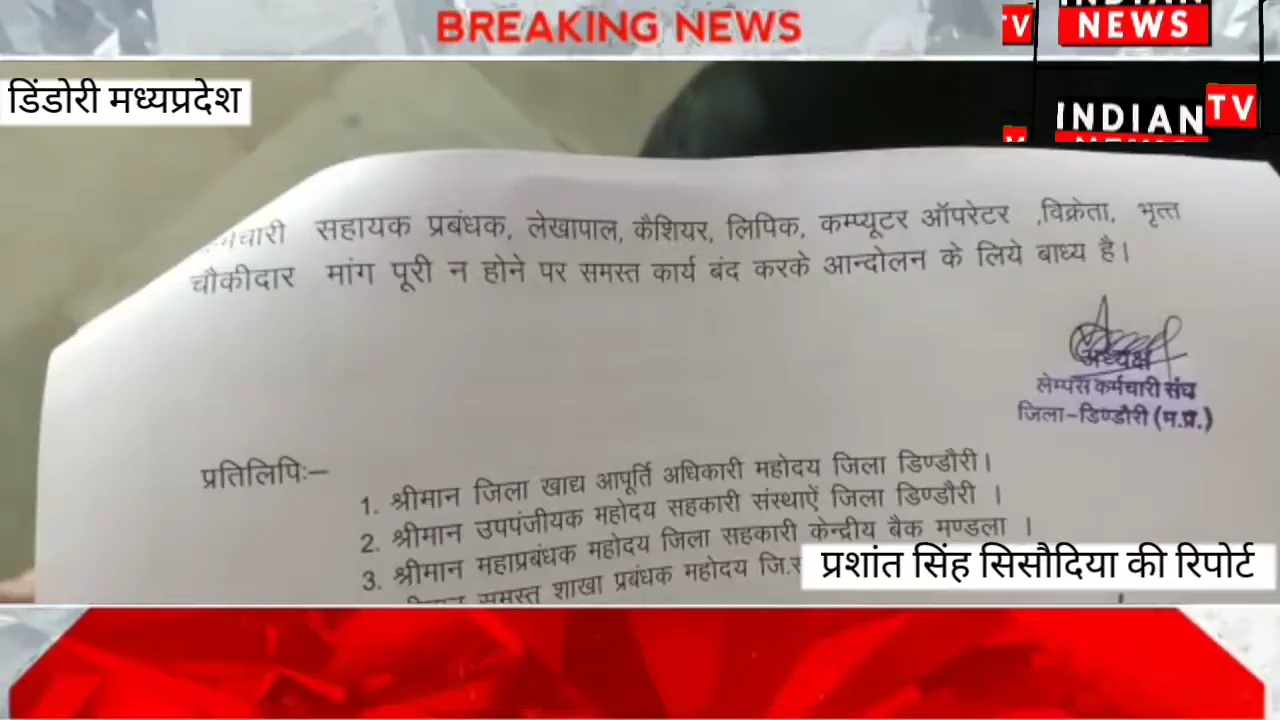 BREAKING NEWS
TV
NEWS
डिंडोरी मध्यप्रदेश
INDIAN TV
सहायक प्रबंधक, लेखापाल, कैशियर, लिपिक, कम्प्यूटर ऑपरेटर ,विक्रेता, भृत्त
चौकीदार मांग पूरी न होने पर समस्त कार्य बंद करके आन्दोलन के लिये बाध्य है।
अध्यक्ष
लेम्पस कर्मचारी संघ
जिला-डिण्डौरी (म.प्र.)
प्रतिलिपिः-
1. श्रीमान जिला खाद्य आपूर्ति अधिकारी महोदय जिला डिण्डौरी।
2. श्रीमान उपपंजीयक महोदय सहकारी संस्थाऐं जिला डिण्डौरी ।
3. श्रीमान महाप्रबंधक महोदय जिला सहकारी केन्द्रीय बैक मण्डला ।
समस्त शाखा प्रबंधक महोदय जि.स
प्रशांत सिंह सिसौदिया की रिपोर्ट